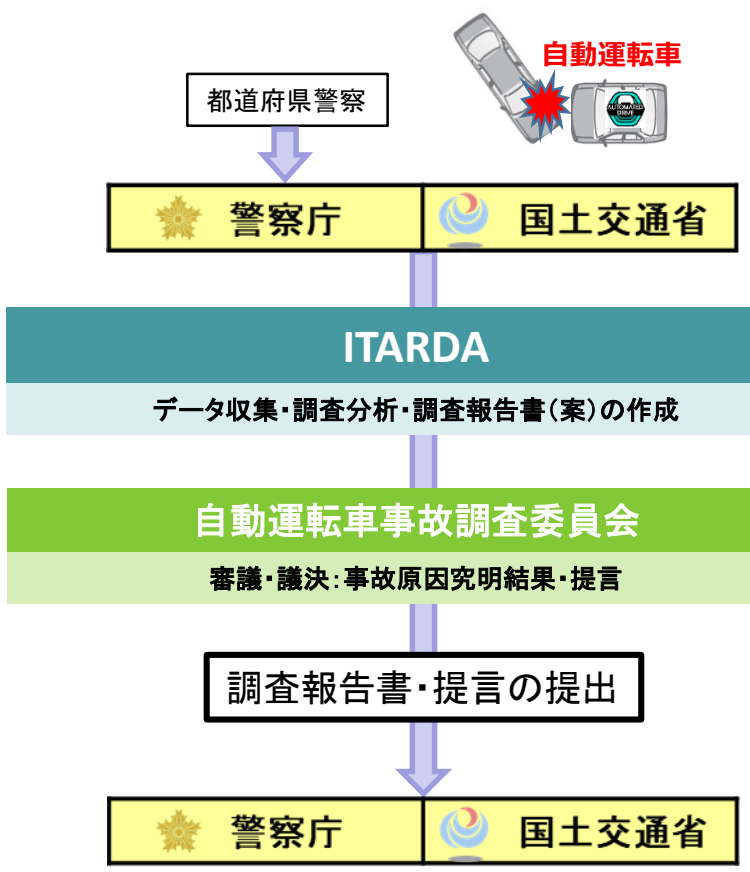 自動運転車
AUTOMATED
DRIVE
都道府県警察
警察庁
国土交通省
ITARDA
データ収集・調査分析・調査報告書（案）の作成
自動運転車事故調査委員会
審議・議決：事故原因究明結果・提言
調査報告書・提言の提出
警察庁
国土交通省